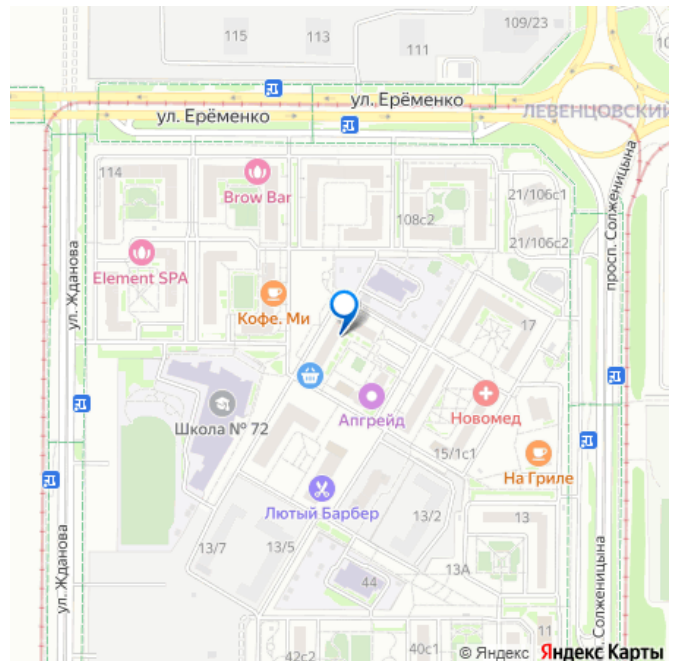 109/23
115
113
111
ул. Ерёменко
ул. Ерёменко
ЛЕВЕНЦОВСКИЙ
114
Brow Bar
108с2
21/106с1
21/106с2
просп. Солженицына
ул. Жданова
Element SPA
Кофе. Ми
17
Школа № 72
Апгрейд
Новомед
15/1с1
На Гриле
Лютый Барбер
13/2
13
13/7
13/5
13А
44
ул. Жданова
Солженицына
11
42с2
40с1
© Яндекс Яндекс Карты